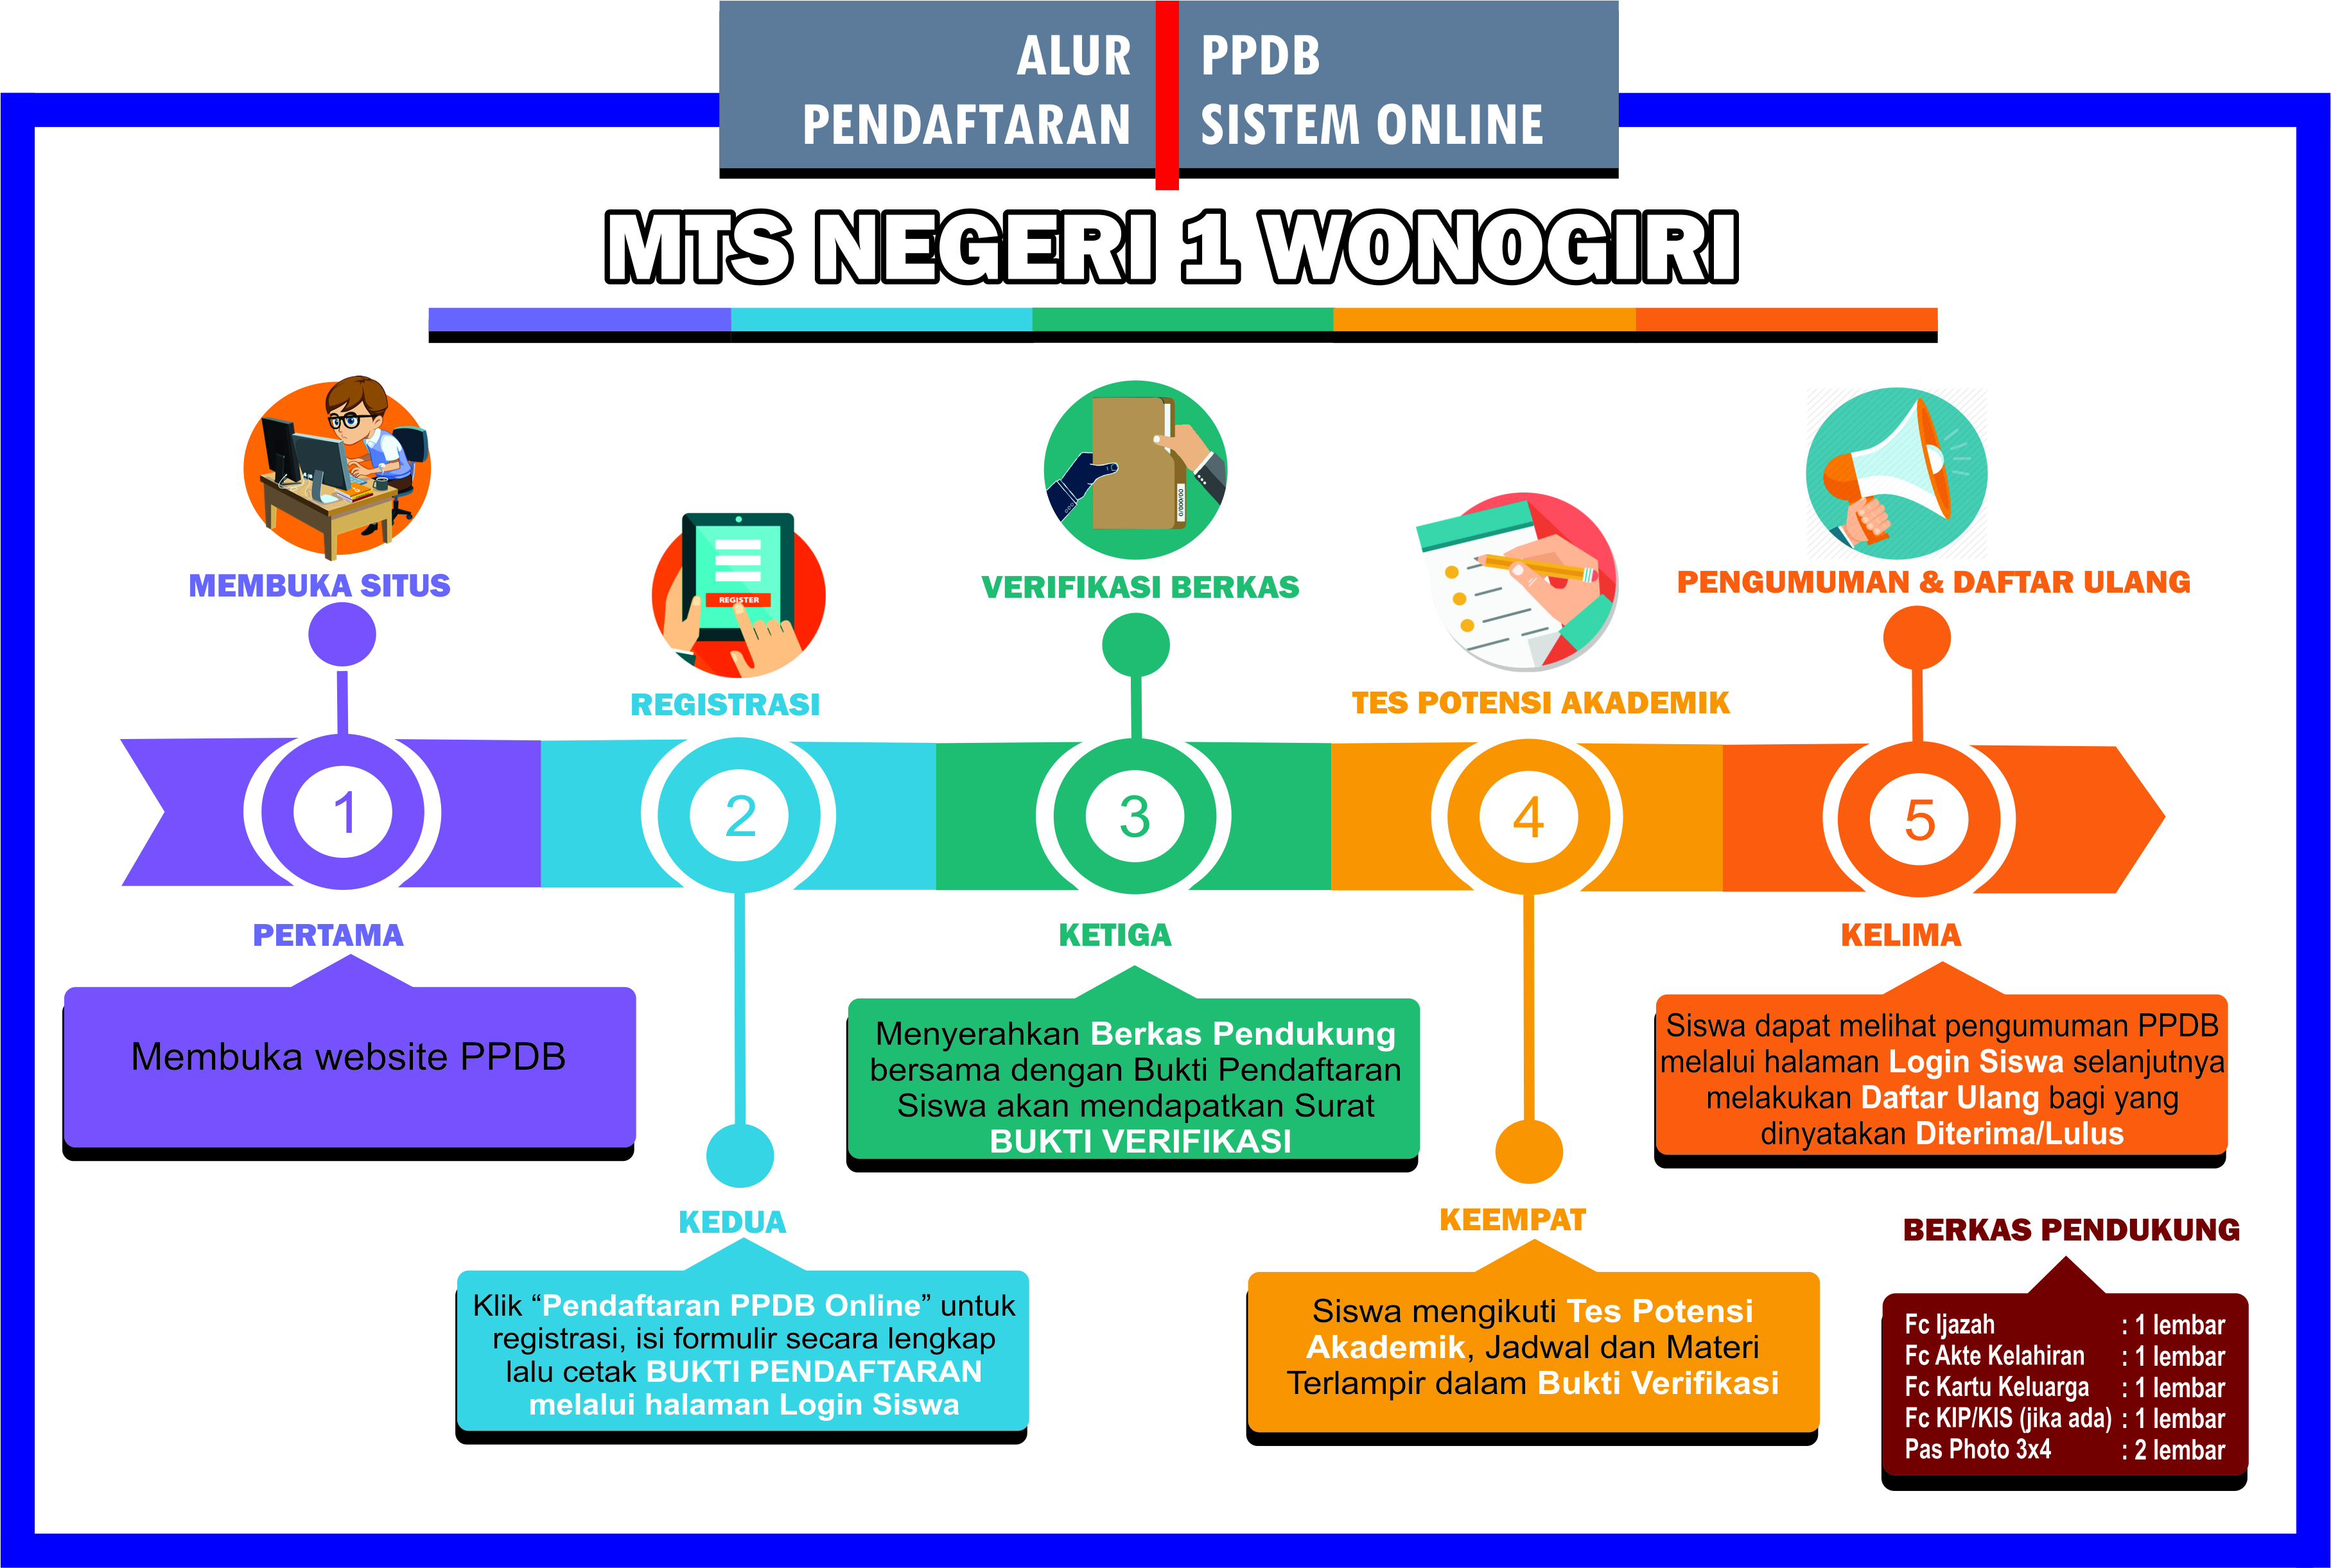 ALUR
PENDAFTARAN
PPDB
SISTEM ONLINE
MTS NEGERI 1 WONOGIRI
MEMBUKA SITUS
REGISTER
REGISTRASI
VERIFIKASI BERKAS
TES POTENSI AKADEMIK
PENGUMUMAN & DAFTAR ULANG
1
2
3
4
5
PERTAMA
Membuka website PPDB
KEDUA
Klik “Pendaftaran PPDB Online” untuk
registrasi, isi formulir secara lengkap
lalu cetak BUKTI PENDAFTARAN
melalui halaman Login Siswa
KETIGA
Menyerahkan Berkas Pendukung
bersama dengan Bukti Pendaftaran
Siswa akan mendapatkan Surat
BUKTI VERIFIKASI
KEEMPAT
Siswa mengikuti Tes Potensi
Akademik, Jadwal dan Materi
Terlampir dalam Bukti Verifikasi
KELIMA
Siswa dapat melihat pengumuman PPDB
melalui halaman Login Siswa selanjutnya
melakukan Daftar Ulang bagi yang
dinyatakan Diterima/Lulus
BERKAS PENDUKUNG
Fc Ijazah : 1 lembar
Fc Akte Kelahiran : 1 lembar
Fc Kartu Keluarga : 1 lembar
Fc KIP/KIS (jika ada) : 1 lembar
Pas Photo 3x4 : 2 lembar